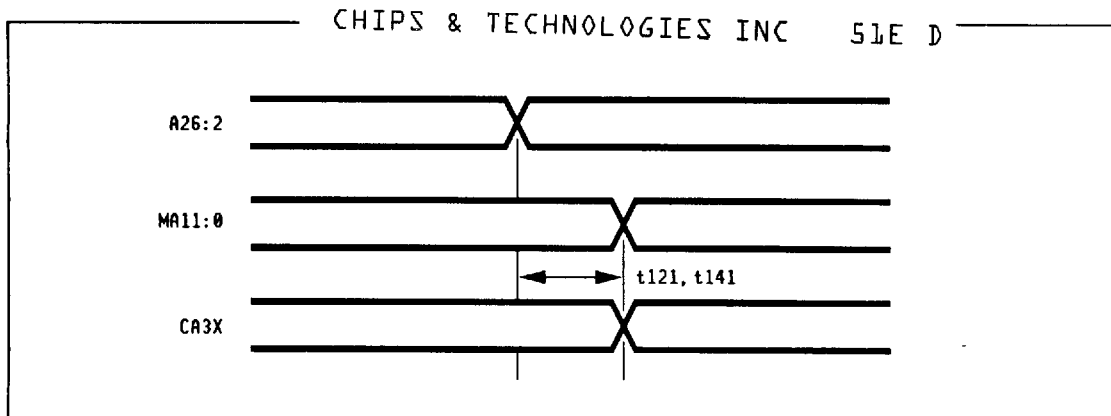 CHIPS & TECHNOLOGIES INC 51E D
A26:2
MA11:0
t121, t141
CA3X